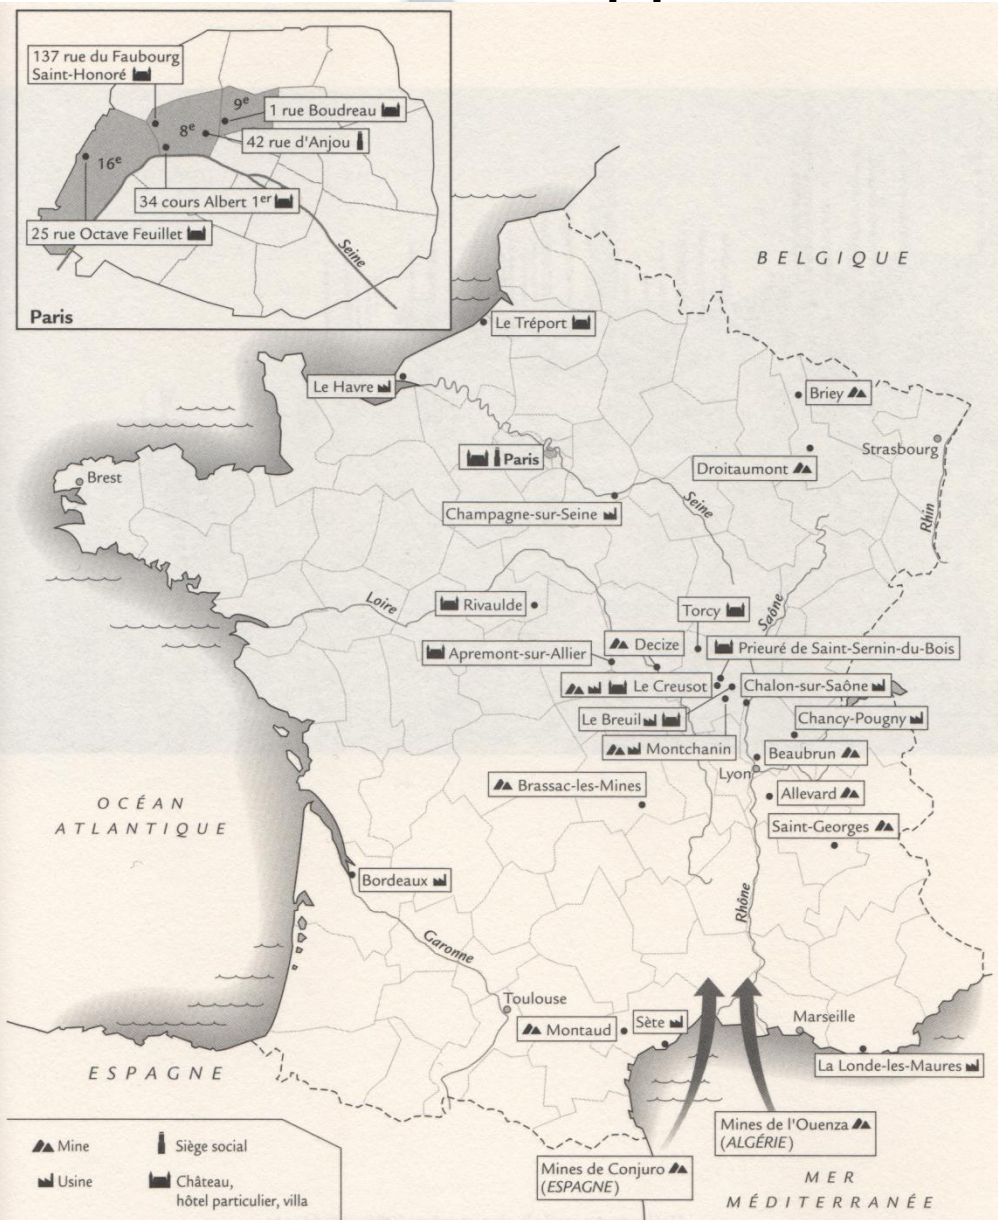 137 rue du Faubourg
Saint-Honoré
9e
1 rue Boudreau
8e
42 rue d'Anjou
16e
34 cours Albert 1er
25 rue Octave Feuillet
Seine
Paris
BELGIQUE
Le Tréport
Le Havre
Briey
Strasbourg
Paris
Droitaumont
Brest
Champagne-sur-Seine
Seine
Rhin
Loire
Rivaulde
Torcy
Saône
Decize
Prieuré de Saint-Sernin-du-Bois
Apremont-sur-Allier
Le Creusot
Chalon-sur-Saône
Le Breuil
Chancy-Pougny
Montchanin
Beaubrun
Lyon
Brassac-les-Mines
Allevard
OCÉAN
ATLANTIQUE
Saint-Georges
Bordeaux
Rhône
Garonne
Toulouse
Montaud
Sète
Marseille
La Londe-les-Maures
ESPAGNE
Mines de l'Ouenza
(ALGÉRIE)
Mines de Conjuro
(ESPAGNE)
MER
MÉDITERRANÉE
Mine
Siège social
Usine
Château,
hôtel particulier, villa